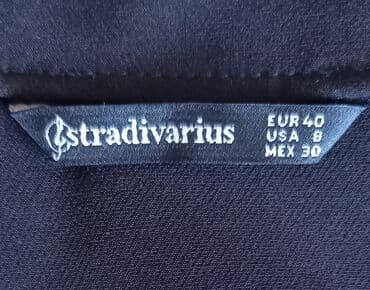 stradivarius
EUR 40
USA 8
MEX 30